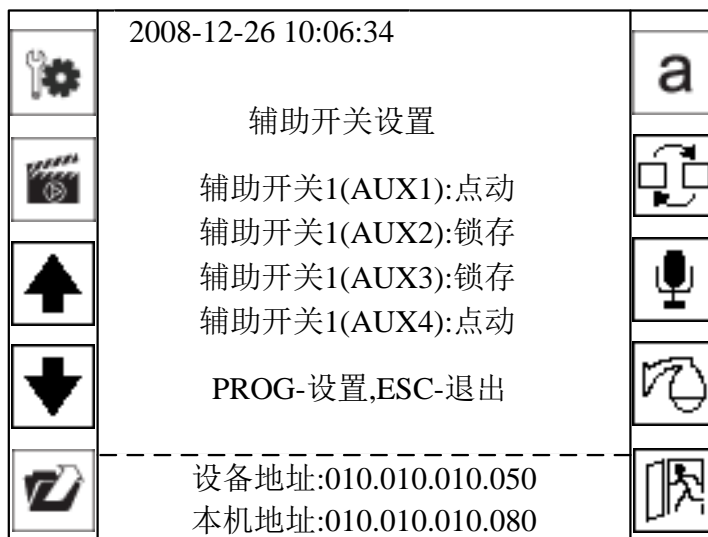 2008-12-26 10:06:34
a
辅助开关设置
辅助开关1(AUX1):点动
辅助开关1(AUX2):锁存
辅助开关1(AUX3):锁存
辅助开关1(AUX4):点动
PROG-设置,ESC-退出
设备地址:010.010.010.050
本机地址:010.010.010.080